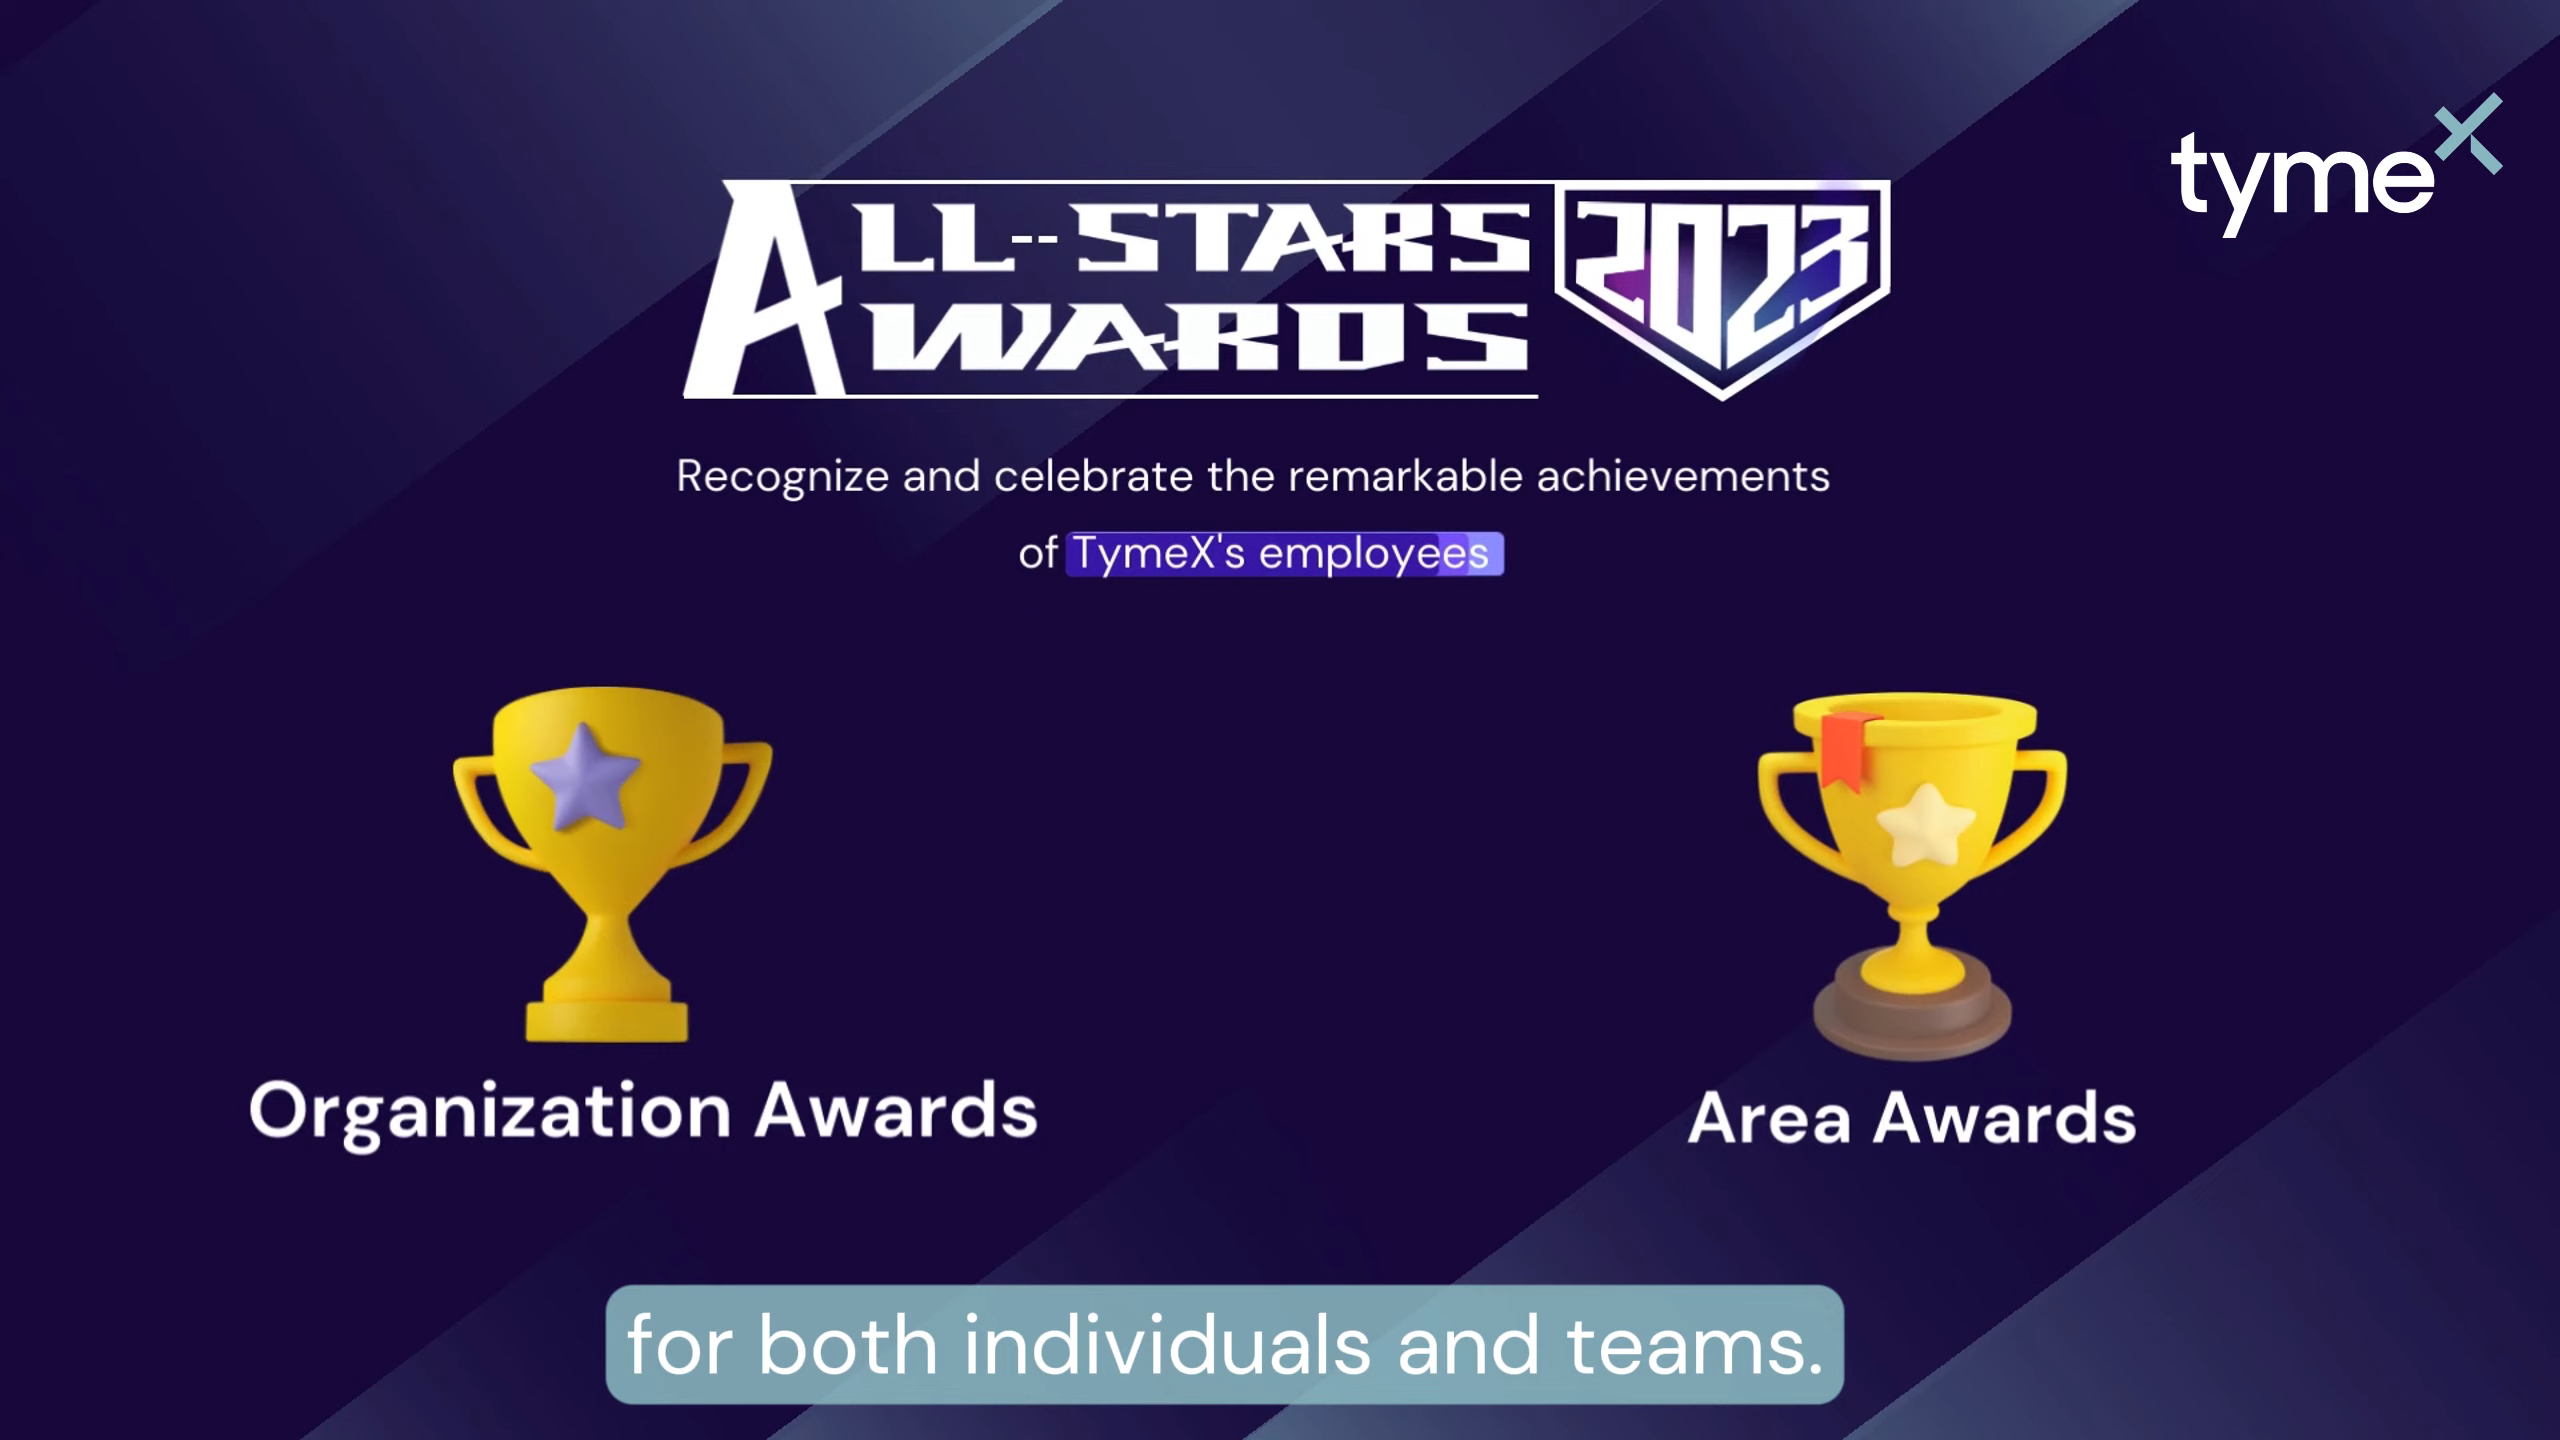 tymeX
ALL--STARS
AWARDS
2023
Recognize and celebrate the remarkable achievements
of TymeX's employees
Organization Awards
Area Awards
for both individuals and teams.